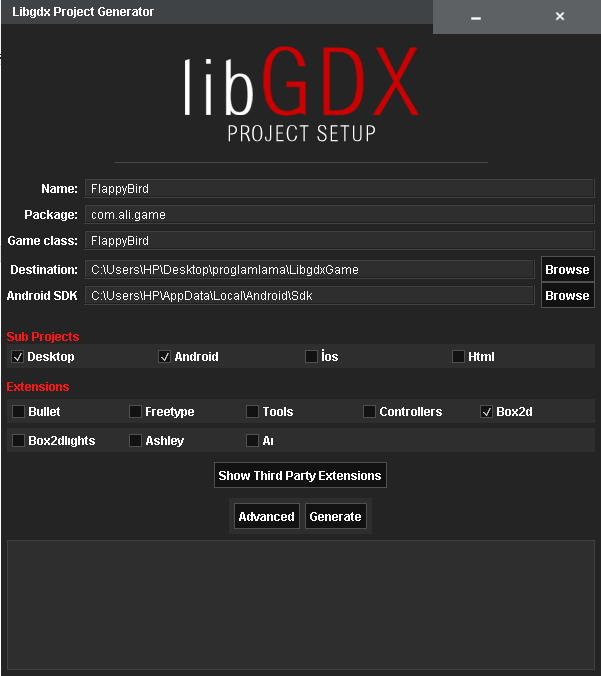 Libgdx Project Generator
libGDX
PROJECT SETUP
Name: FlappyBird
Package: com.ali.game
Game class: FlappyBird
Destination: C:\Users\HP\Desktop\proglamlama\LibgdxGame Browse
Android SDK C:\Users\HP\AppData\Local\Android\Sdk Browse
Sub Projects
Desktop Android İos Html
Extensions
Bullet Freetype Tools Controllers Box2d
Box2dlıghts Ashley Aı
Show Third Party Extensions
Advanced Generate